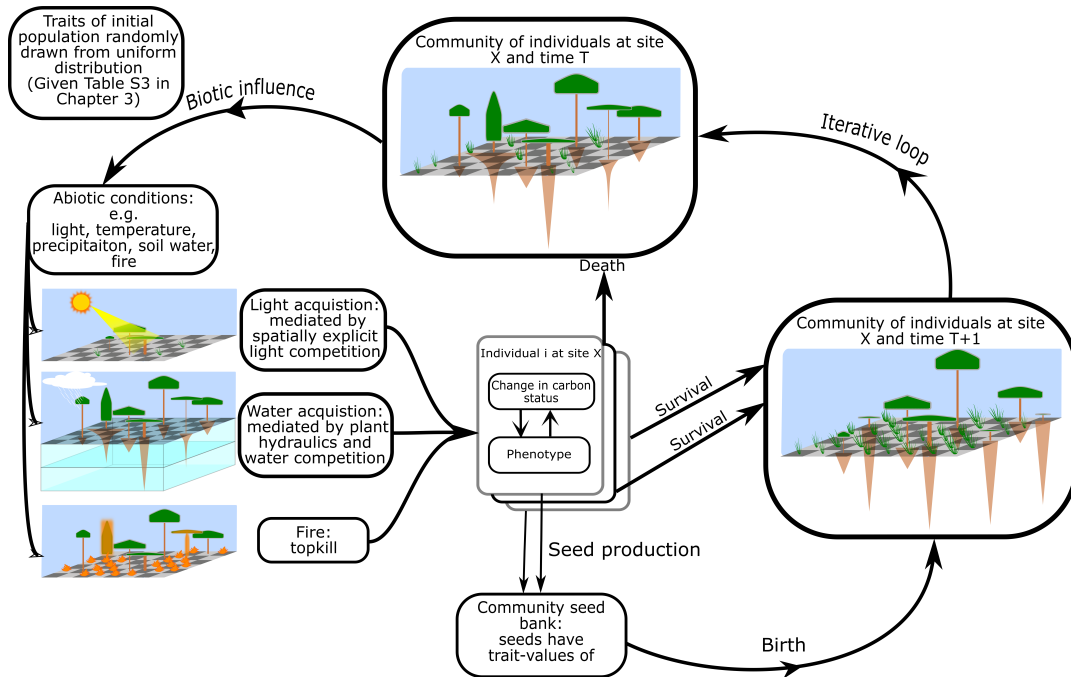 Traits of initial
population randomly
drawn from uniform
distribution
(Given Table S3 in
Chapter 3)
Biotic influence
Community of individuals at site
X and time T
Iterative loop
Abiotic conditions:
e.g.
light, temperature,
precipitaiton, soil water,
fire
Death
Light acquistion:
mediated by
spatially explicit
light competition
Water acquistion:
mediated by plant
hydraulics and
water competition
Fire:
topkill
Individual i at site X
Change in carbon
status
Phenotype
Survival
Survival
Community of individuals at site
X and time T+1
Seed production
Community seed
bank:
seeds have
trait-values of
Birth